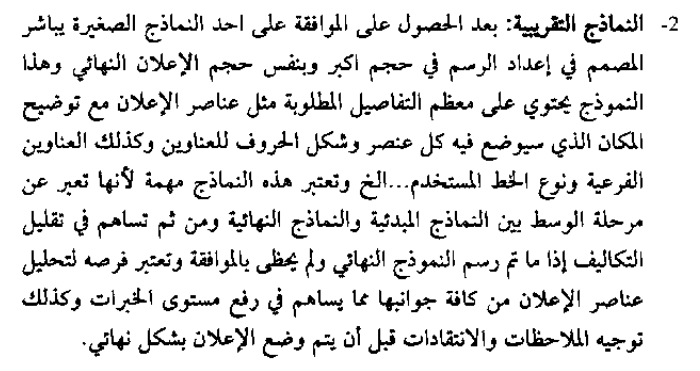 2- النماذج التقريبية: بعد الحصول على الموافقة على احد النماذج الصغيرة يباشر
المصمم في إعداد الرسم في حجم اكبر وبنفس حجم الإعلان النهائي وهذا
النموذج يحتوي على معظم التفاصيل المطلوبة مثل عناصر الإعلان مع توضيح
المكان الذي سيوضع فيه كل عنصر وشكل الحروف للعناوين وكذلك العناوين
الفرعية ونوع الخط المستخدم...الخ وتعتبر هذه النماذج مهمة لأنها تعبر عن
مرحلة الوسط بين النماذج المبدئية والنماذج النهائية ومن ثم تساهم في تقليل
التكاليف إذا ما تم رسم النموذج النهائي ولم يحظى بالموافقة وتعتبر فرصه لتحليل
عناصر الإعلان من كافة جوانبها مما يساهم في رفع مستوى الخبرات وكذلك
توجيه الملاحظات والانتقادات قبل أن يتم وضع الإعلان بشكل نهائي.